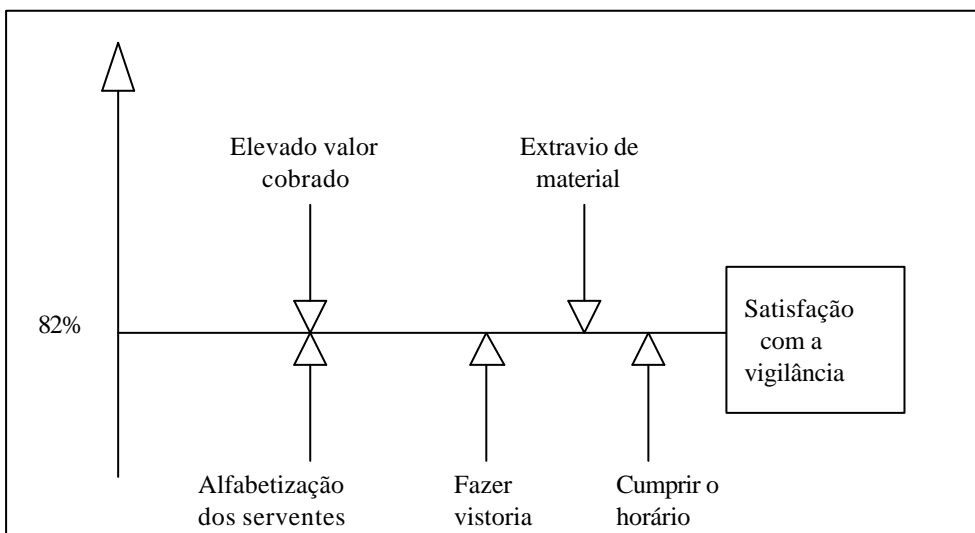 Elevado valor
cobrado
Extravio de
material
82%
Satisfação
com a
vigilância
Alfabetização
dos serventes
Fazer
vistoria
Cumprir o
horário